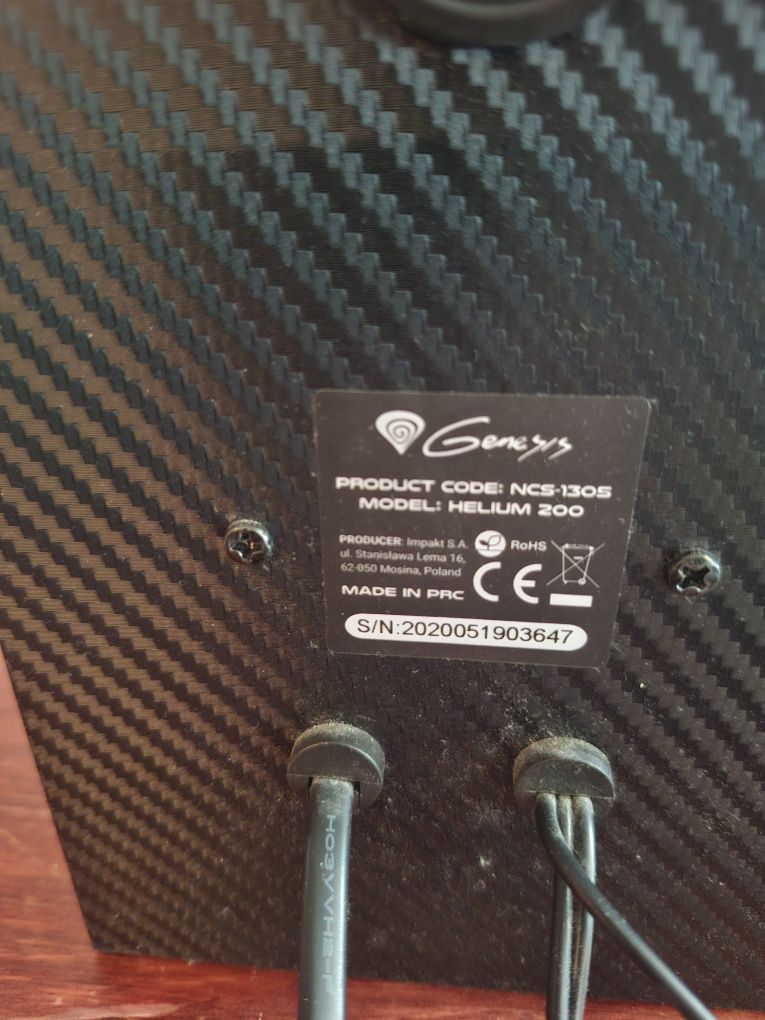 Genesis
PRODUCT CODE: NCS-1305
MODEL: HELIUM 200
PRODUCER: Impakt S.A.
ul. Stanisława Lema 16,
62-050 Mosina, Poland
RoHS
CE
MADE IN PRC
S/N:2020051903647
H03VVH2-F